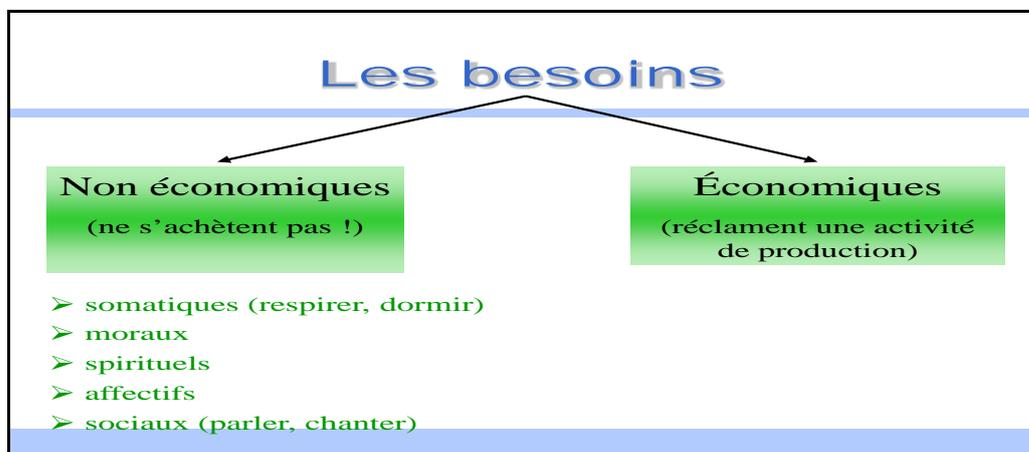 Les besoins
Non économiques
(ne s'achètent pas !)
Économiques
(réclament une activité
de production)
➢ somatiques (respirer, dormir)
➢ moraux
➢ spirituels
➢ affectifs
➢ sociaux (parler, chanter)